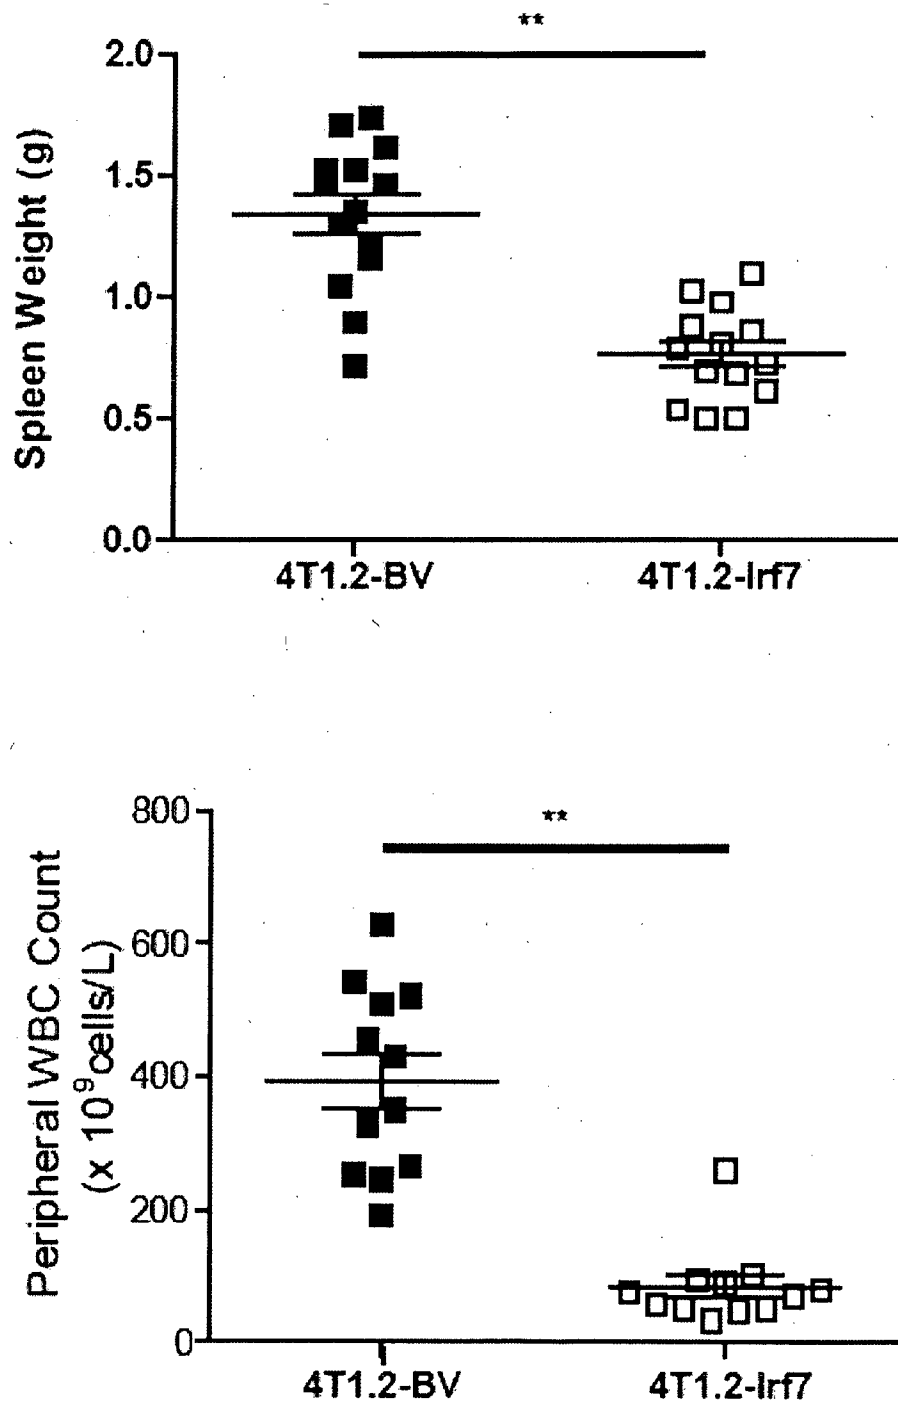 **
2.0
1.5
1.0
0.5
0.0
Spleen Weight (g)
4T1.2-BV 4T1.2-Irf7
**
800
600
400
200
0
Peripheral WBC Count
(x 10⁹cells/L)
4T1.2-BV 4T1.2-Irf7